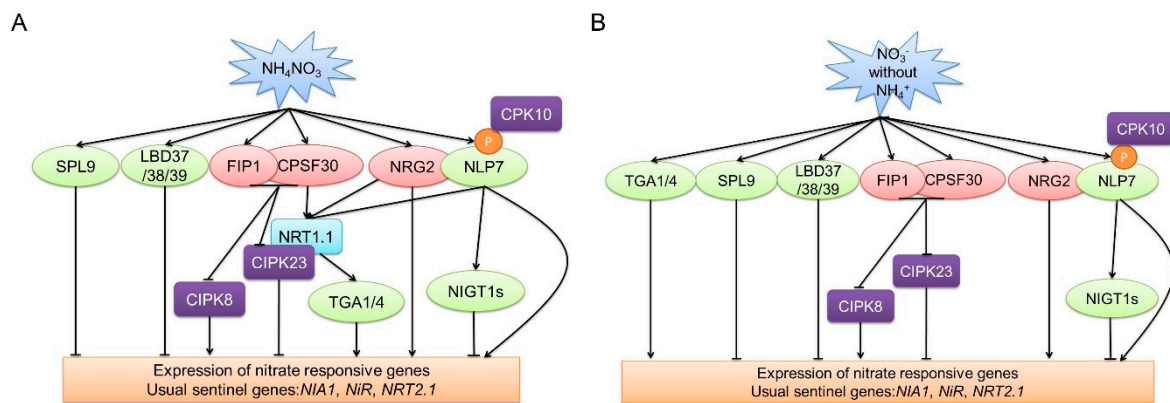 A
NH₄NO₃
CPK10
P
SPL9
LBD37
/38/39
FIP1
CPSF30
NRG2
NLP7
NRT1.1
CIPK23
CIPK8
TGA1/4
NIGT1s
Expression of nitrate responsive genes
Usual sentinel genes:NIA1, NiR, NRT2.1
B
NO₃⁻
without
NH₄⁺
CPK10
P
TGA1/4
SPL9
LBD37
/38/39
FIP1
CPSF30
NRG2
NLP7
CIPK23
CIPK8
NIGT1s
Expression of nitrate responsive genes
Usual sentinel genes:NIA1, NiR, NRT2.1